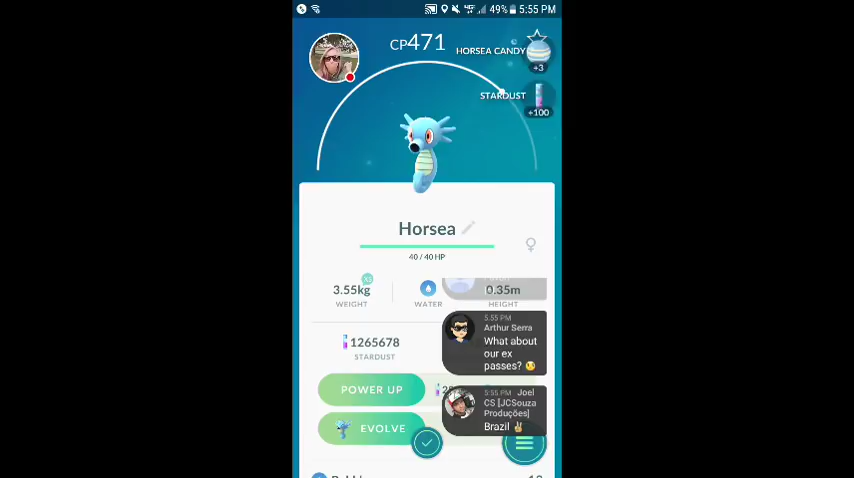 49% 5:55 PM
CP471
HORSEA CANDY
+3
STARDUST
+100
Horsea
40 / 40 HP
XS
3.55kg
WEIGHT
WATER
0.35m
HEIGHT
1265678
STARDUST
5:55 PM
Arthur Serra
What about
our ex
passes?
POWER UP
5:55 PM Joel
CS [JCSouza
Produções]
Brazil ✌
EVOLVE